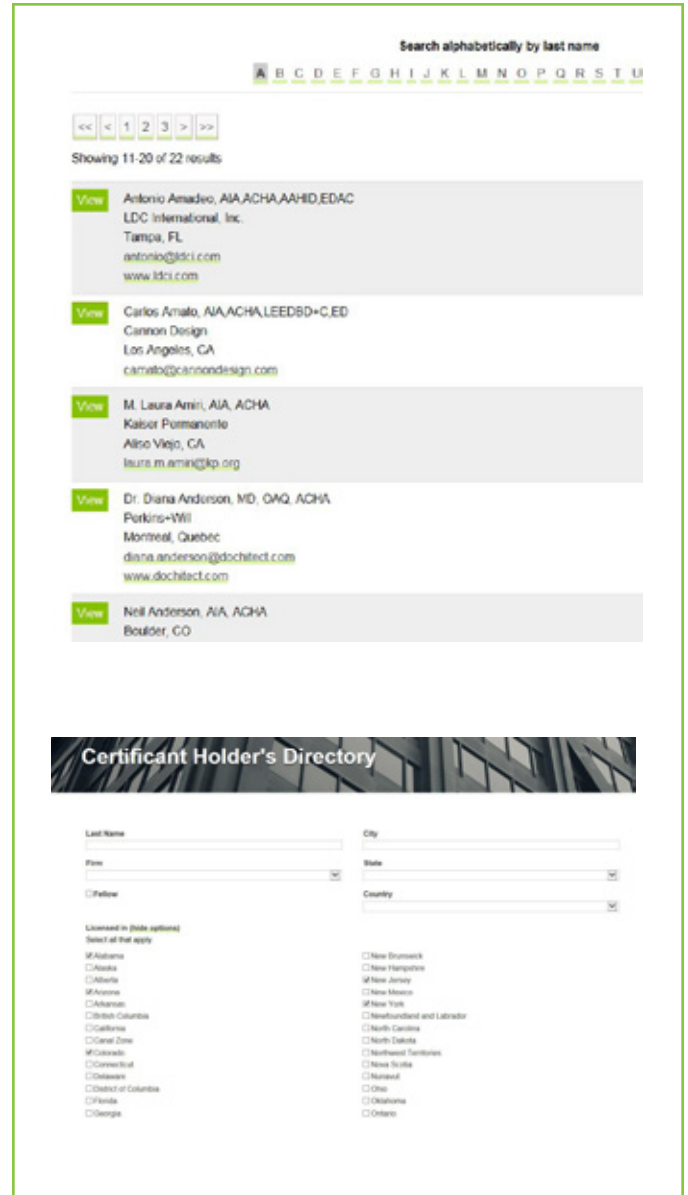 Search alphabetically by last name
A B C D E F G H I J K L M N O P Q R S T U
<< < 1 2 3 > >>
Showing 11-20 of 22 results
View
Antonio Amadeo, AIA,ACHA,AAHID,EDAC
LDC International, Inc.
Tampa, FL
antonio@ldci.com
www.ldci.com
View
Carlos Amato, AIA,ACHA,LEEDBD+C,ED
Cannon Design
Los Angeles, CA
camato@cannondesign.com
View
M. Laura Amiri, AIA, ACHA
Kaiser Permanente
Aliso Viejo, CA
laura.m.amiri@kp.org
View
Dr. Diana Anderson, MD, OAQ, ACHA
Perkins+Will
Montreal, Quebec
diana.anderson@dochitect.com
www.dochitect.com
View
Neil Anderson, AIA, ACHA
Boulder, CO
Certificant Holder's Directory
Last Name
City
Firm
State
Fellow
Country
Licensed in (hide options)
Select all that apply
Alabama
Alaska
Alberta
Arizona
Arkansas
British Columbia
California
Canal Zone
Colorado
Connecticut
Delaware
District of Columbia
Florida
Georgia
New Brunswick
New Hampshire
New Jersey
New Mexico
New York
Newfoundland and Labrador
North Carolina
North Dakota
Northwest Territories
Nova Scotia
Nunavut
Ohio
Oklahoma
Ontario